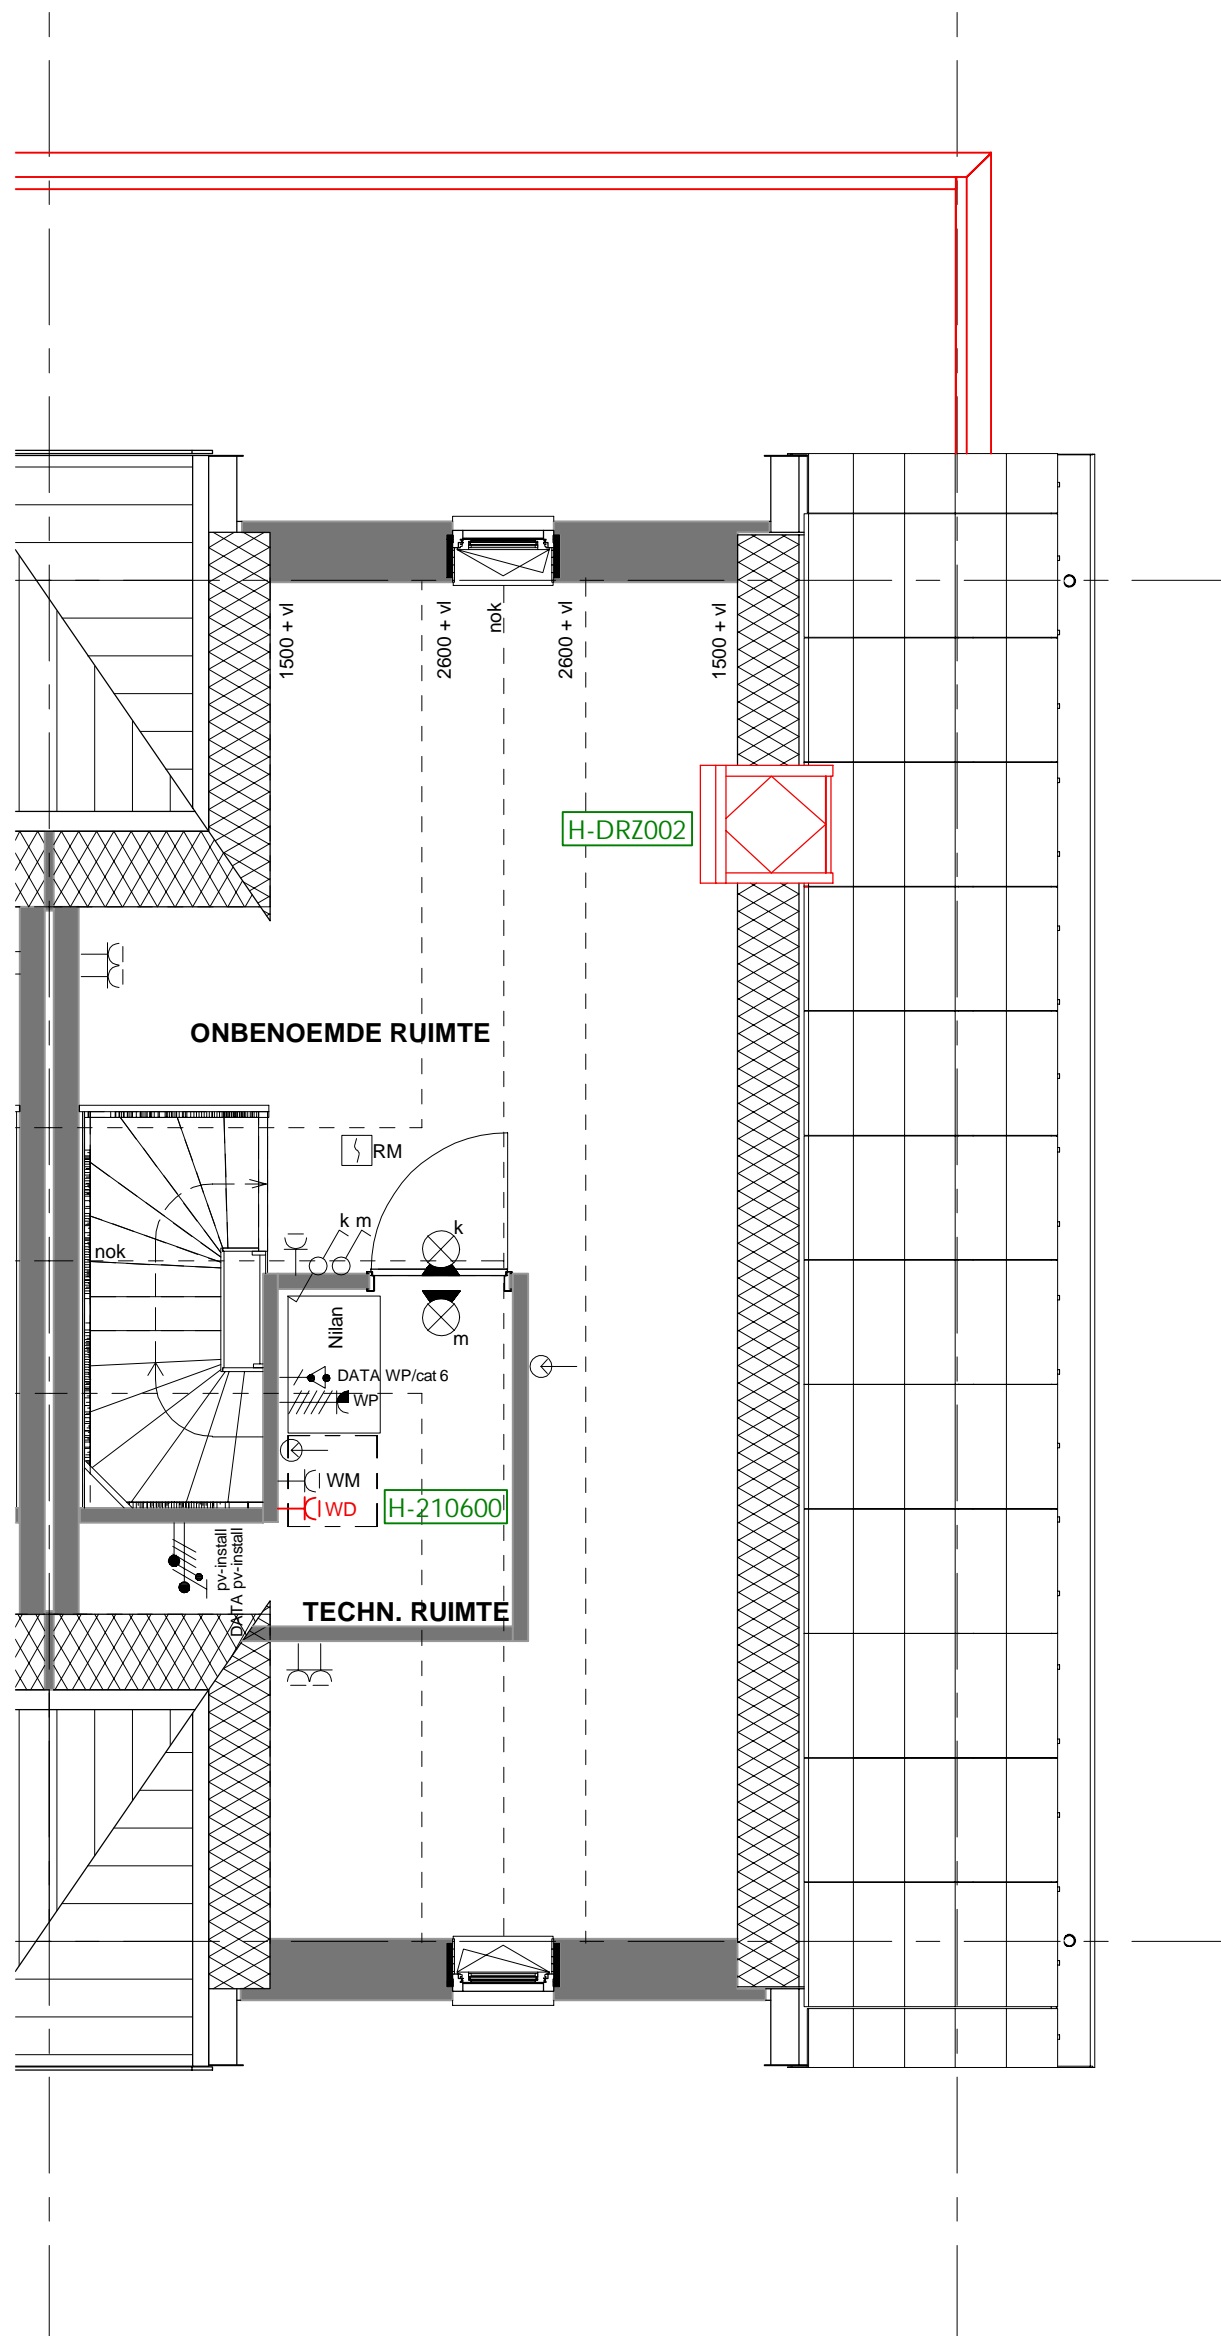 1500 + vl
2600 + vl
nok
2600 + vl
1500 + vl
H-DRZ002
ONBENOEMDE RUIMTE
RM
k m
k
nok
Nilan
m
DATA WP/cat 6
WP
WM
WD
H-210600
pv-install
DATA pv-install
TECHN. RUIMTE